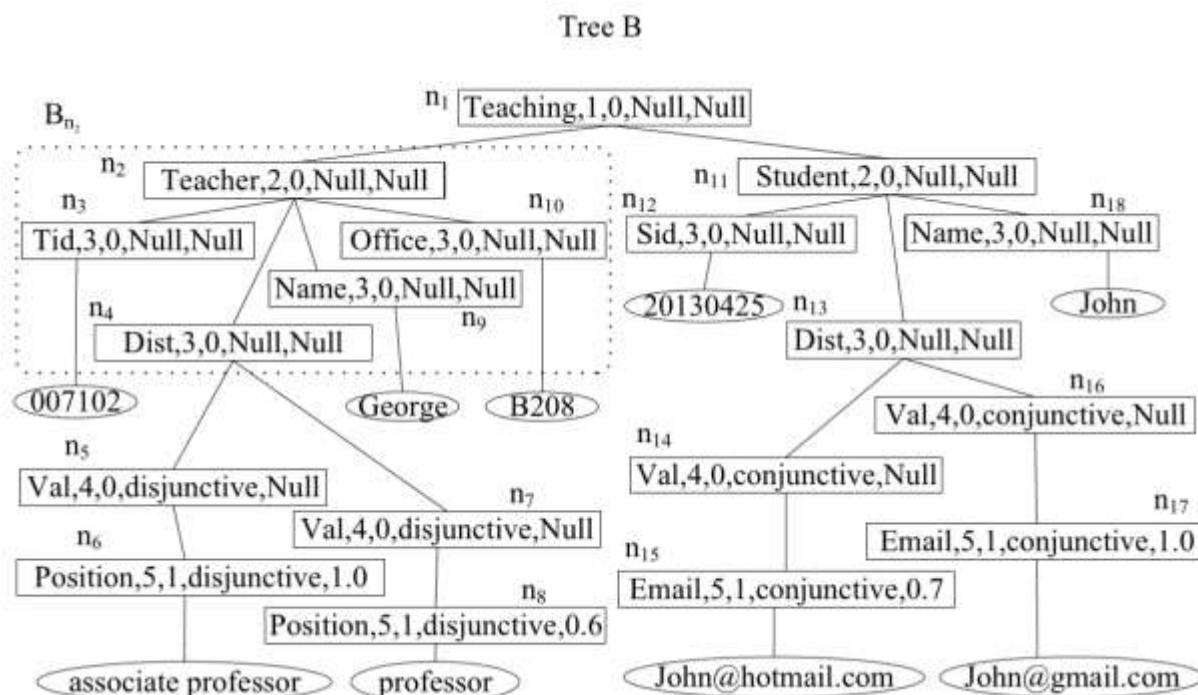 Tree B
n1
Teaching,1,0,Null,Null
Bn2
n2
Teacher,2,0,Null,Null
n11
Student,2,0,Null,Null
n3
n10
n12
n18
Tid,3,0,Null,Null
Office,3,0,Null,Null
Sid,3,0,Null,Null
Name,3,0,Null,Null
Name,3,0,Null,Null
20130425
John
n4
n9
n13
Dist,3,0,Null,Null
Dist,3,0,Null,Null
007102
George
B208
n16
Val,4,0,conjunctive,Null
n5
n14
Val,4,0,disjunctive,Null
Val,4,0,conjunctive,Null
n7
n17
Val,4,0,disjunctive,Null
Email,5,1,conjunctive,1.0
n6
n15
Position,5,1,disjunctive,1.0
Email,5,1,conjunctive,0.7
n8
Position,5,1,disjunctive,0.6
associate professor
professor
John@hotmail.com
John@gmail.com